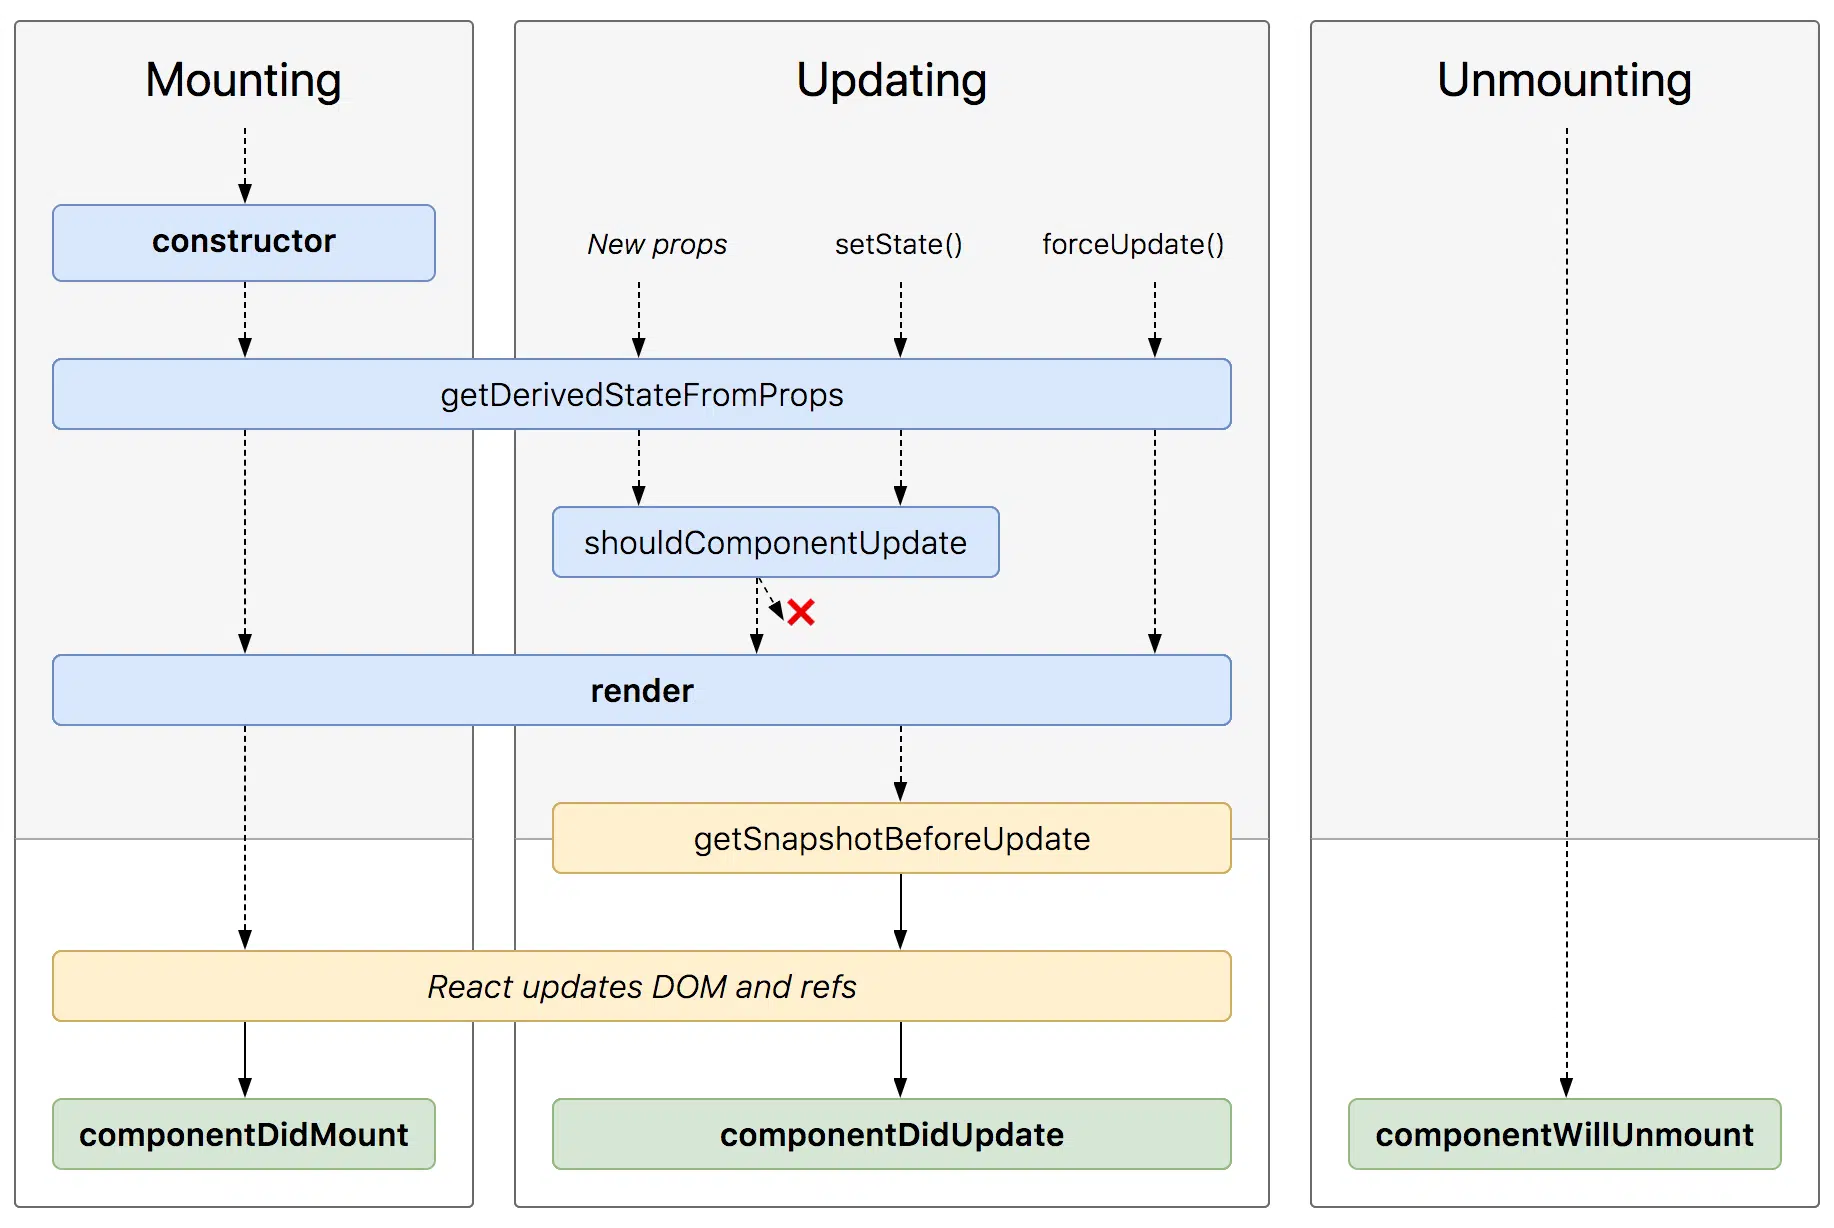 Mounting
Updating
Unmounting
constructor
New props
setState()
forceUpdate()
getDerivedStateFromProps
shouldComponentUpdate
render
getSnapshotBeforeUpdate
React updates DOM and refs
componentDidMount
componentDidUpdate
componentWillUnmount